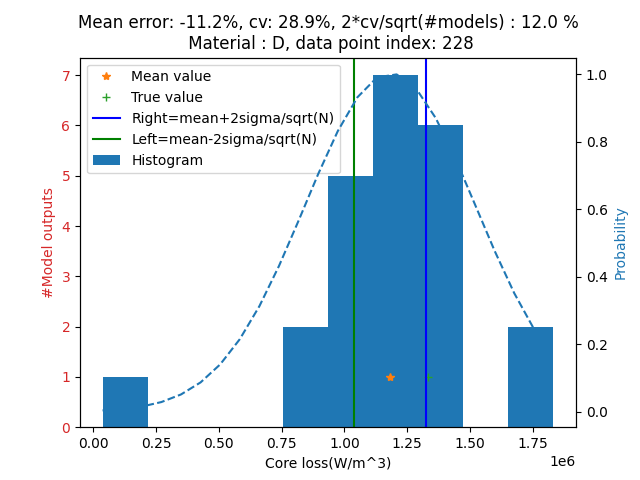 Mean error: -11.2%, cv: 28.9%, 2*cv/sqrt(#models) : 12.0 %
Material : D, data point index: 228
Mean value
True value
Right=mean+2sigma/sqrt(N)
Left=mean-2sigma/sqrt(N)
Histogram
#Model outputs
7
6
5
4
3
2
1
0
1.0
0.8
0.6
0.4
0.2
0.0
Probability
0.00 0.25 0.50 0.75 1.00 1.25 1.50 1.75
1e6
Core loss(W/m^3)